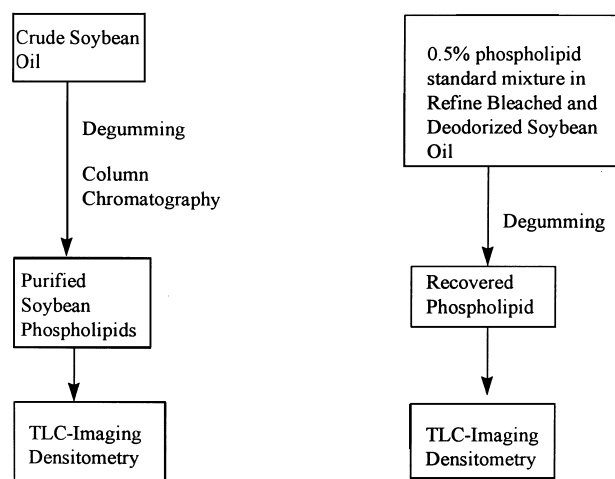 Crude Soybean
Oil
Degumming
Column
Chromatography
Purified
Soybean
Phospholipids
TLC-Imaging
Densitometry
0.5% phospholipid
standard mixture in
Refine Bleached and
Deodorized Soybean
Oil
Degumming
Recovered
Phospholipid
TLC-Imaging
Densitometry